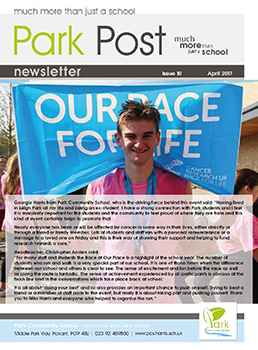 much more than just a school
Park Post
much
more than
just a school
newsletter
Issue 10
April 2017
OUR RACE
FOR LIFE
CANCER
RESEARCH UK
Georgia Harris from Park Community School, who is the driving force behind this event said: "Having lived
in Leigh Park all my life and being an ex-student, I have a strong connection with Park students and I feel
it is massively important for the students and the community to feel proud of where they are from and this
kind of event certainly helps to promote that.
Nearly everyone has been or will be affected by cancer in some way in their lives, either directly or
through a friend or family member. Lots of students and staff run with a personal remembrance or a
message to a loved one on Friday and this is their way of showing their support and helping to fund
research towards a cure."
Headteacher, Christopher Anders said:
"For many staff and students the Race at Our Place is a highlight of the school year. The number of
students who run and walk is a very special part of our school. It is one of those times when the difference
between our school and others is clear to see. The sense of excitement and fun before the race as well
as along the route is fantastic. The sense of achievement experienced by all participants is obvious at the
finish line and in the conversations which take place back in school.
It is all about 'doing your best' and so also provides an important chance to push oneself. Trying to beat a
friend or a member of staff adds to the event, but really it is about taking part and pushing yourself. Thank
you to Miss Harris and everyone who helped to organise the run."
Park
Park Community School
Middle Park Way, Havant, PO9 4BU | 023 92 489800 | www.pcs.hants.sch.uk